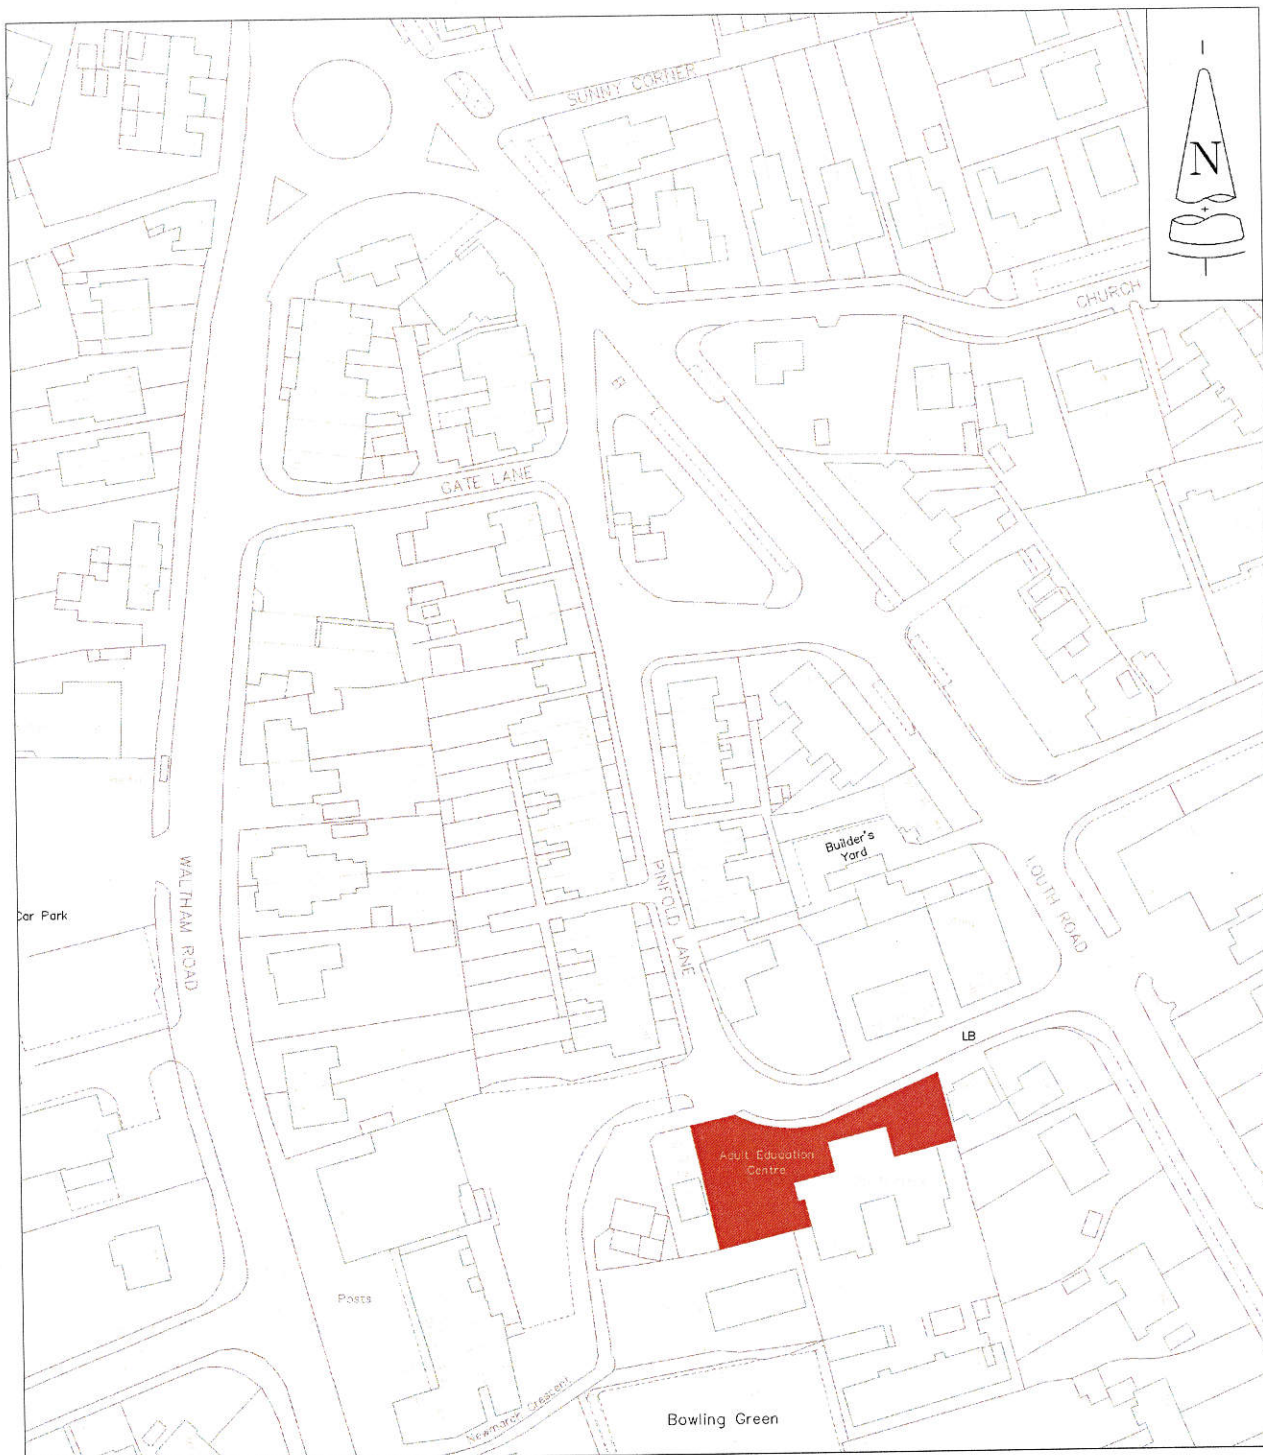 SUNNY CORNER
N
CHURCH
GATE LANE
Builder's
Yard
WALTHAM ROAD
PINFOLD LANE
LOUTH ROAD
Car Park
LB
Adult Education
Centre
Posts
Newmarch Crescent
Bowling Green